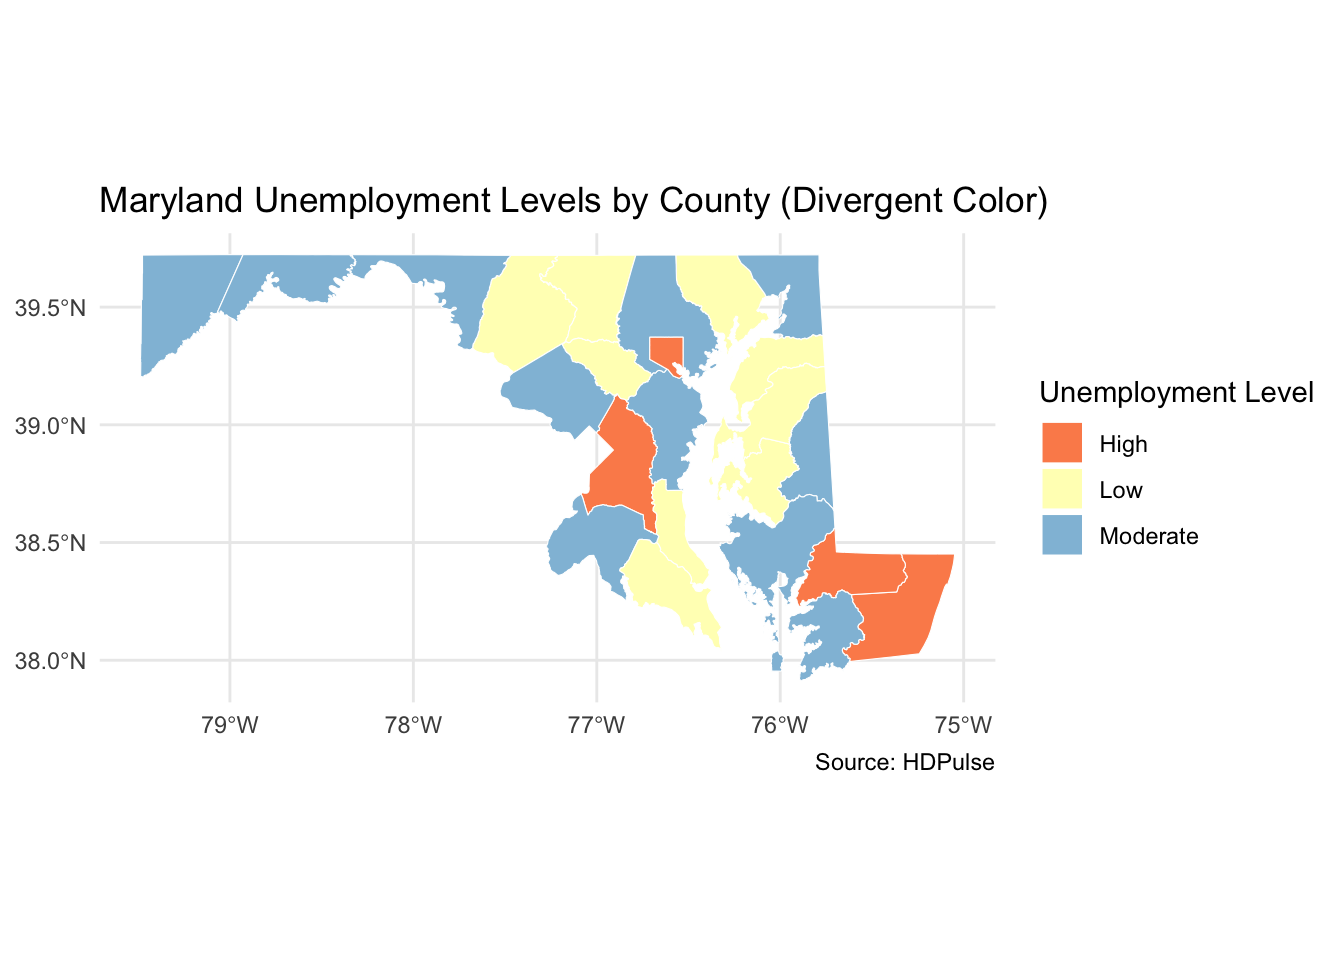 Maryland Unemployment Levels by County (Divergent Color)
39.5°N
39.0°N
38.5°N
38.0°N
79°W
78°W
77°W
76°W
75°W
Unemployment Level
High
Low
Moderate
Source: HDPulse